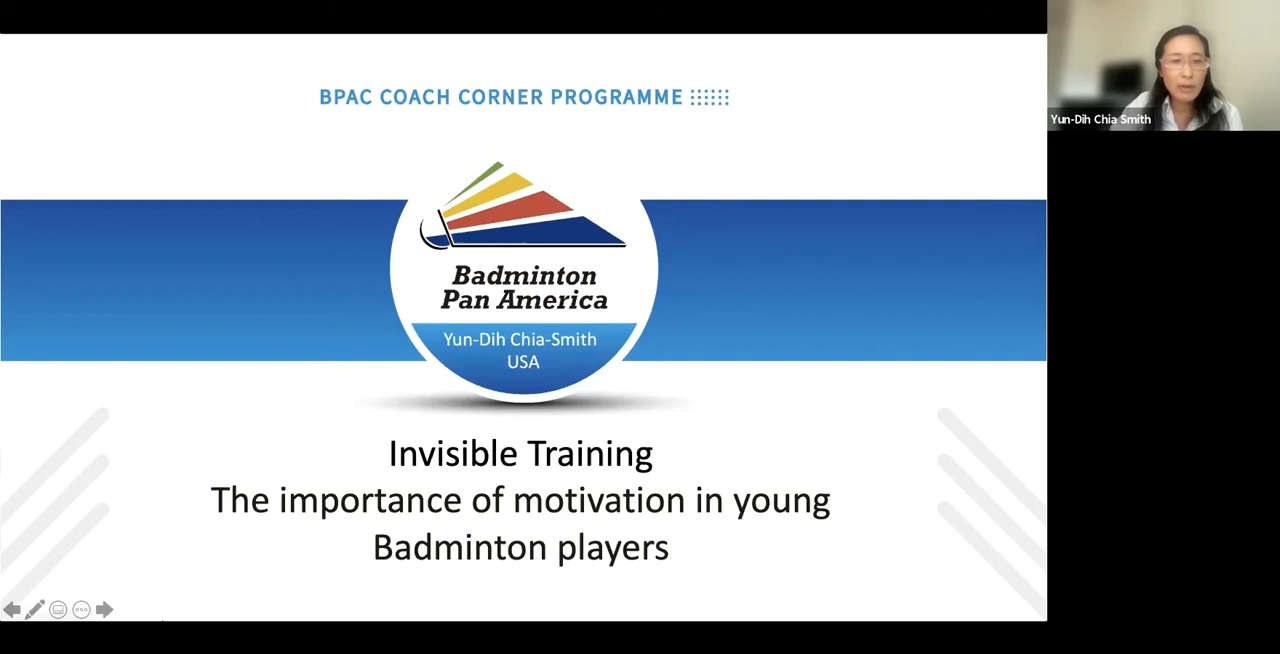 BPAC COACH CORNER PROGRAMME
Badminton
Pan America
Yun-Dih Chia-Smith
USA
Invisible Training
The importance of motivation in young
Badminton players
Yun-Dih Chia Smith